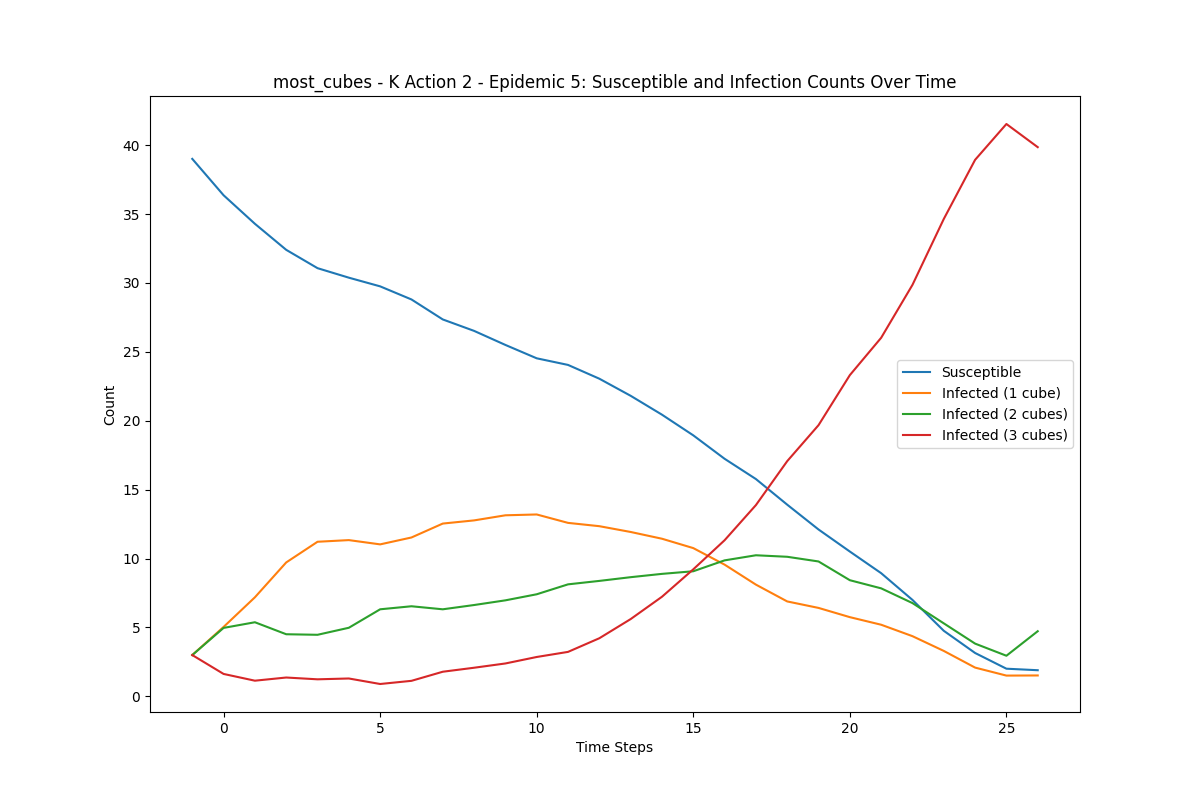 most_cubes - K Action 2 - Epidemic 5: Susceptible and Infection Counts Over Time
40
35
30
25
20
15
10
5
0
Count
Susceptible
Infected (1 cube)
Infected (2 cubes)
Infected (3 cubes)
0 5 10 15 20 25
Time Steps